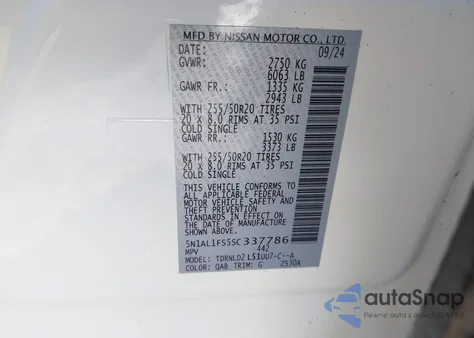 MFD BY NISSAN MOTOR CO., LTD.
DATE: 09/24
GVWR: 2750 KG
6063 LB
GAWR FR.: 1335 KG
2943 LB
WITH 255/50R20 TIRES
20 x 8.0 RIMS AT 35 PSI
COLD SINGLE
GAWR RR.: 1530 KG
3373 LB
WITH 255/50R20 TIRES
20 x 8.0 RIMS AT 35 PSI
COLD SINGLE
THIS VEHICLE CONFORMS TO
ALL APPLICABLE FEDERAL
MOTOR VEHICLE SAFETY
AND THEFT PREVENTION
STANDARDS IN EFFECT ON
THE DATE OF MANUFACTURE
SHOWN ABOVE.
5N1AL1FS5SC337786
MPV 442
MODEL: TDRNLDZ L51UU7-C--A
COLOR: QAB TRIM: G 2530A
autoSnap
Pewne auta z